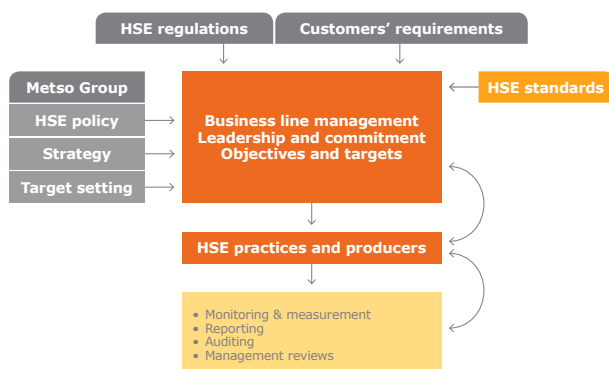 HSE regulations
Customers’ requirements
Metso Group
HSE policy
Strategy
Target setting
Business line management
Leadership and commitment
Objectives and targets
HSE standards
HSE practices and producers
• Monitoring & measurement
• Reporting
• Auditing
• Management reviews